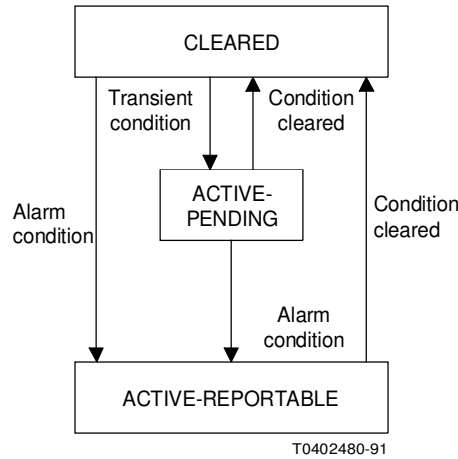 CLEARED
Transient
condition
Condition
cleared
ACTIVE-
PENDING
Alarm
condition
Condition
cleared
Alarm
condition
ACTIVE-REPORTABLE
T0402480-91